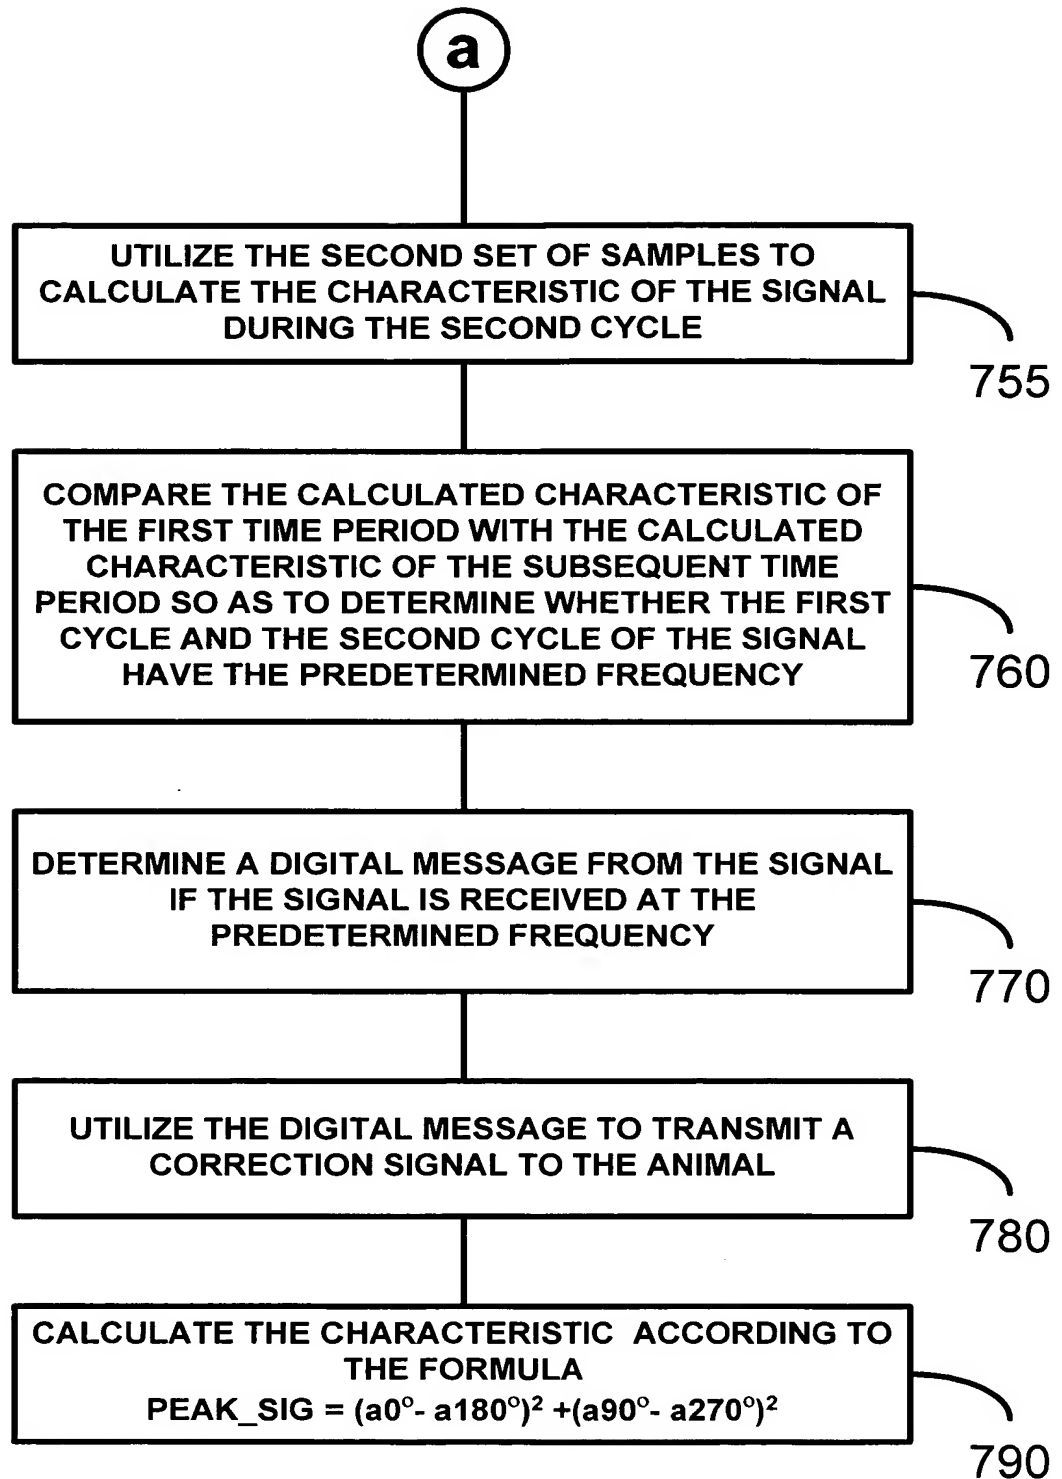 a
UTILIZE THE SECOND SET OF SAMPLES TO
CALCULATE THE CHARACTERISTIC OF THE SIGNAL
DURING THE SECOND CYCLE
755
COMPARE THE CALCULATED CHARACTERISTIC OF
THE FIRST TIME PERIOD WITH THE CALCULATED
CHARACTERISTIC OF THE SUBSEQUENT TIME
PERIOD SO AS TO DETERMINE WHETHER THE FIRST
CYCLE AND THE SECOND CYCLE OF THE SIGNAL
HAVE THE PREDETERMINED FREQUENCY
760
DETERMINE A DIGITAL MESSAGE FROM THE SIGNAL
IF THE SIGNAL IS RECEIVED AT THE
PREDETERMINED FREQUENCY
770
UTILIZE THE DIGITAL MESSAGE TO TRANSMIT A
CORRECTION SIGNAL TO THE ANIMAL
780
CALCULATE THE CHARACTERISTIC ACCORDING TO
THE FORMULA
PEAK_SIG = (a0°- a180°)² +(a90°- a270°)²
790